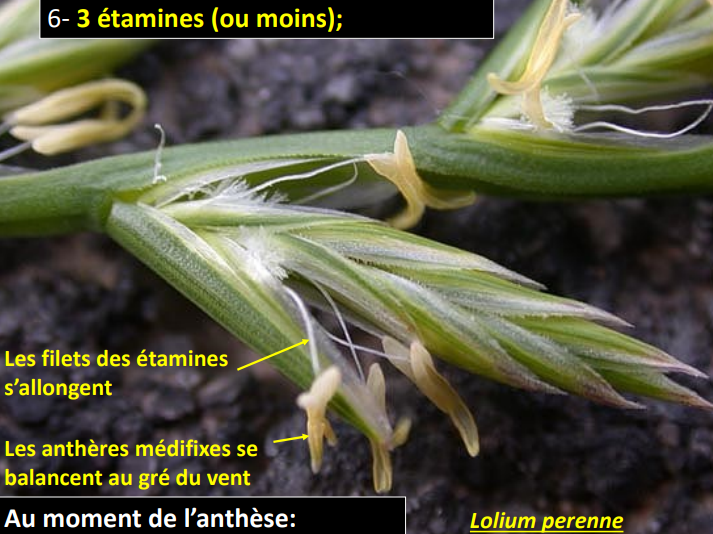 6- 3 étamines (ou moins);
Les filets des étamines
s’allongent
Les anthères médifixes se
balancent au gré du vent
Au moment de l’anthèse:
Lolium perenne